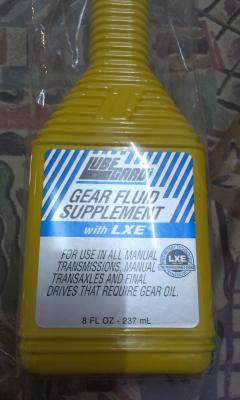 LUBE
GARD
GEAR FLUID
SUPPLEMENT
with LXE
FOR USE IN ALL MANUAL
TRANSMISSIONS, MANUAL
TRANSAXLES AND FINAL
DRIVES THAT REQUIRE GEAR OIL.
LXE
8 FL OZ - 237 mL